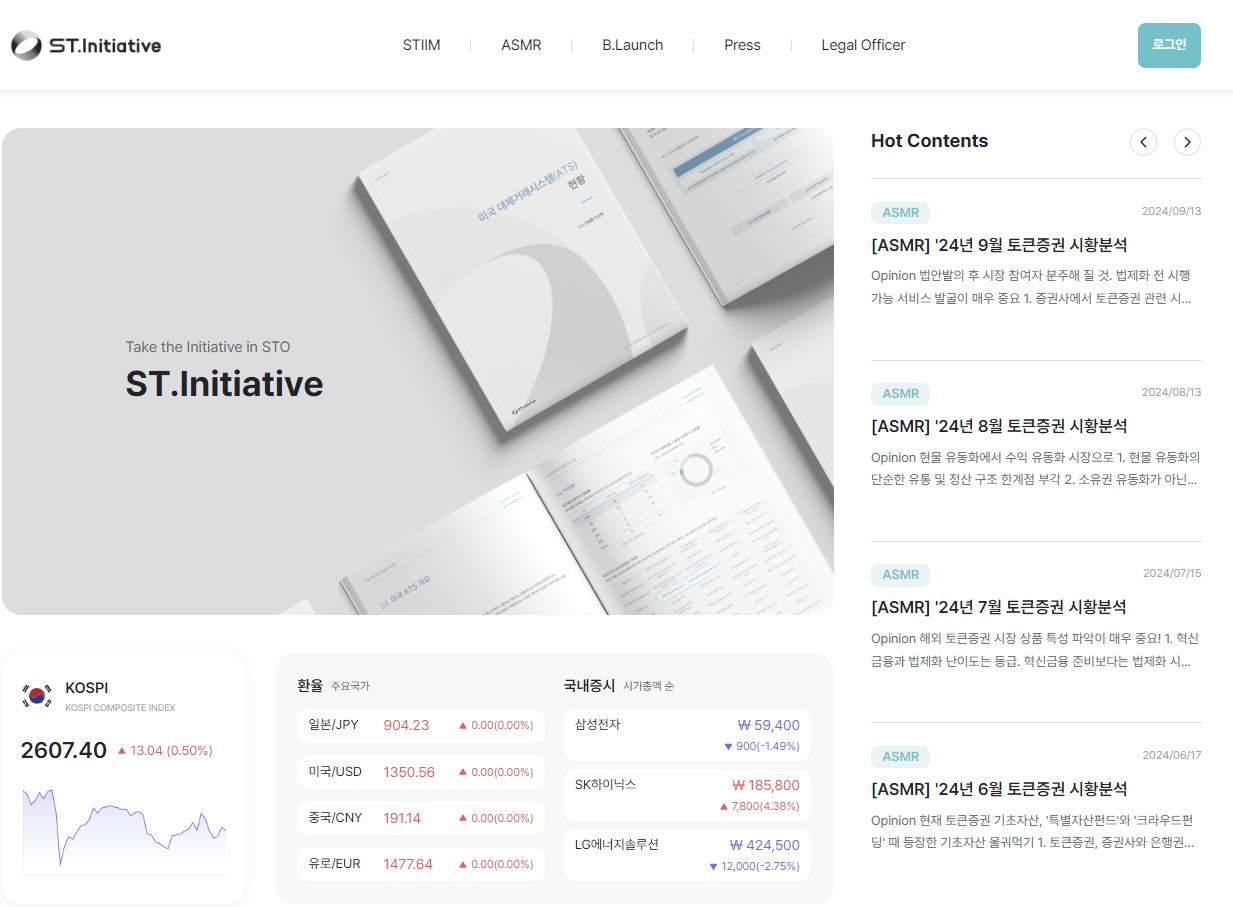 ST.Initiative
STIIM
ASMR
B.Launch
Press
Legal Officer
로그인
미국 대체거래시스템(ATS)
현황
04 미국 ATS 개요
Take the Initiative in STO
ST.Initiative
Hot Contents
ASMR
2024/09/13
[ASMR] '24년 9월 토큰증권 시황분석
Opinion 법안발의 후 시장 참여자 분주해 질 것. 법제화 전 시행
가능 서비스 발굴이 매우 중요 1. 증권사에서 토큰증권 관련 시...
ASMR
2024/08/13
[ASMR] '24년 8월 토큰증권 시황분석
Opinion 현물 유동화에서 수익 유동화 시장으로 1. 현물 유동화의
단순한 유통 및 정산 구조 한계점 부각 2. 소유권 유동화가 아닌...
ASMR
2024/07/15
[ASMR] '24년 7월 토큰증권 시황분석
Opinion 해외 토큰증권 시장 상품 특성 파악이 매우 중요! 1. 혁신
금융과 법제화 난이도는 동급. 혁신금융 준비보다는 법제화 시...
ASMR
2024/06/17
[ASMR] '24년 6월 토큰증권 시황분석
Opinion 현재 토큰증권 기초자산, '특별자산펀드'와 '크라우드펀
딩' 때 등장한 기초자산 울궈먹기 1. 토큰증권, 증권사와 은행권...
KOSPI
KOSPI COMPOSITE INDEX
2607.40 ▲ 13.04 (0.50%)
환율 주요국가
일본/JPY 904.23 ▲ 0.00(0.00%)
미국/USD 1350.56 ▲ 0.00(0.00%)
중국/CNY 191.14 ▲ 0.00(0.00%)
유로/EUR 1477.64 ▲ 0.00(0.00%)
국내증시 시가총액 순
삼성전자 ₩ 59,400
▼ 900(-1.49%)
SK하이닉스 ₩ 185,800
▲ 7,800(4.38%)
LG에너지솔루션 ₩ 424,500
▼ 12,000(-2.75%)